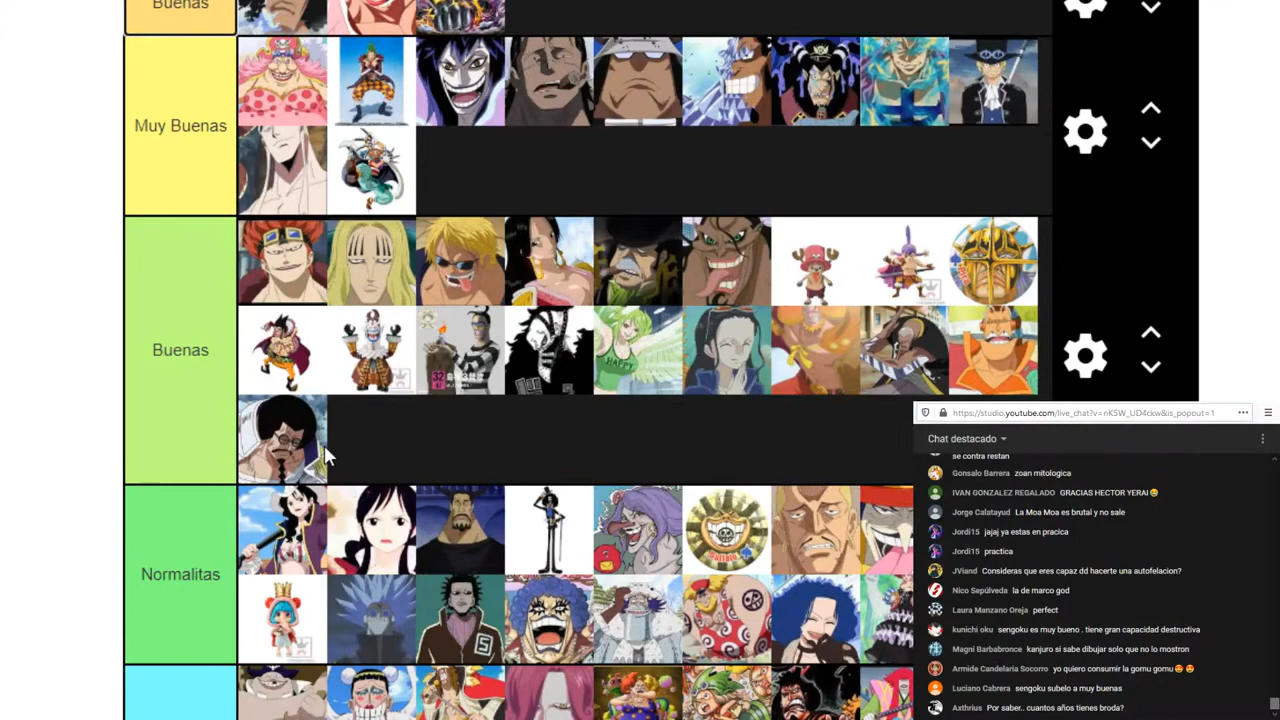 Buenas
Muy Buenas
Buenas
HAPPY
32
https://studio.youtube.com/live_chat?v=nK5W_UD4ckw&is_popout=1
Chat destacado
se contra restan
Gonsalo Barrera zoan mitologica
IVAN GONZALEZ REGALADO GRACIAS HECTOR YERAI 😂
Jorge Calatayud La Moa Moa es brutal y no sale
Jordi15 jajaj ya estas en pracica
Jordi15 practica
JViand Consideras que eres capaz dd hacerte una autofelacion?
Nico Sepúlveda la de marco god
Laura Manzano Oreja perfect
kunichi oku sengoku es muy bueno . tiene gran capacidad destructiva
Magni Barbabronce kanjuro si sabe dibujar solo que no lo mostron
Armide Candelaria Socorro yo quiero consumir la gomu gomu😍 😍
Luciano Cabrera sengoku subelo a muy buenas
Axthrius Por saber.. cuantos años tienes broda?
Normalitas